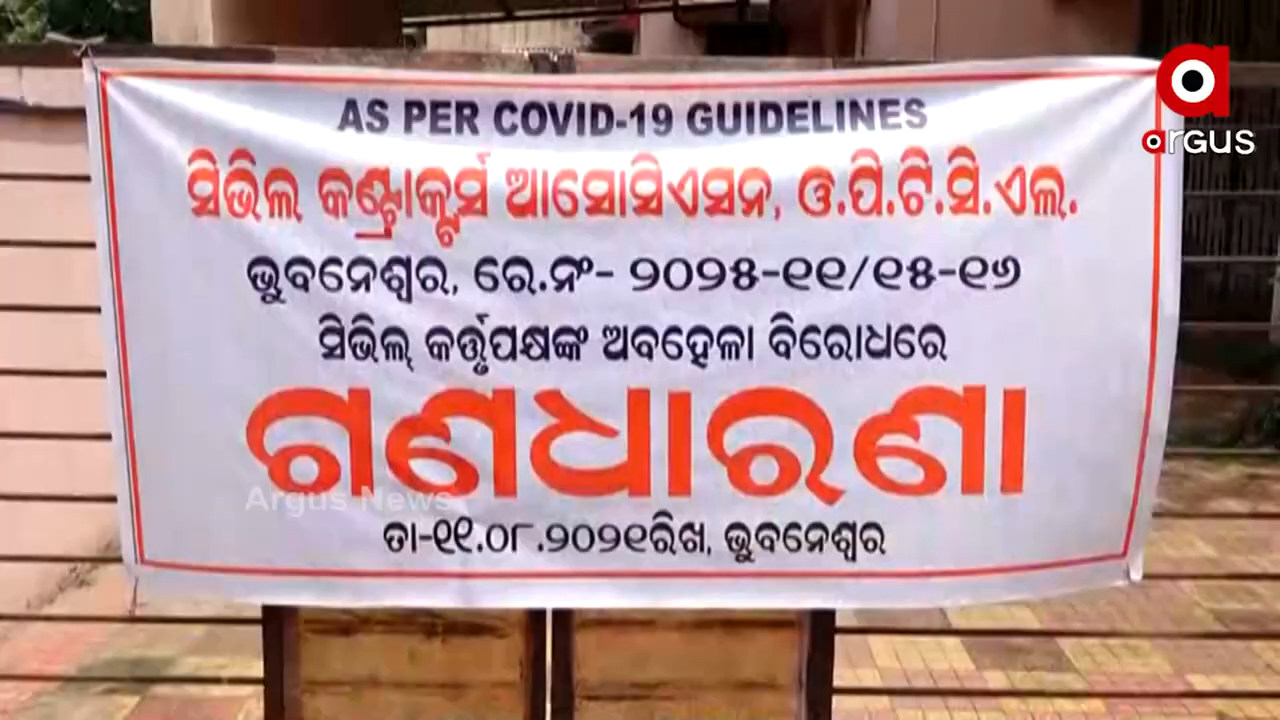 AS PER COVID-19 GUIDELINES
ସିଭିଲ କଣ୍ଟ୍ରାକ୍ଟର୍ସ ଆସୋସିଏସନ, ଓ.ପି.ଟି.ସି.ଏଲ.
ଭୁବନେଶ୍ୱର, ରେ.ନଂ- ୨୦୨୫-୧୧/୧୫-୧୬
ସିଭିଲ୍ କର୍ତ୍ତୃପକ୍ଷଙ୍କ ଅବହେଳା ବିରୋଧରେ
ଗଣଧାରଣା
ତା-୧୧.୦୮.୨୦୨୧ରିଖ, ଭୁବନେଶ୍ୱର
Argus News
argus